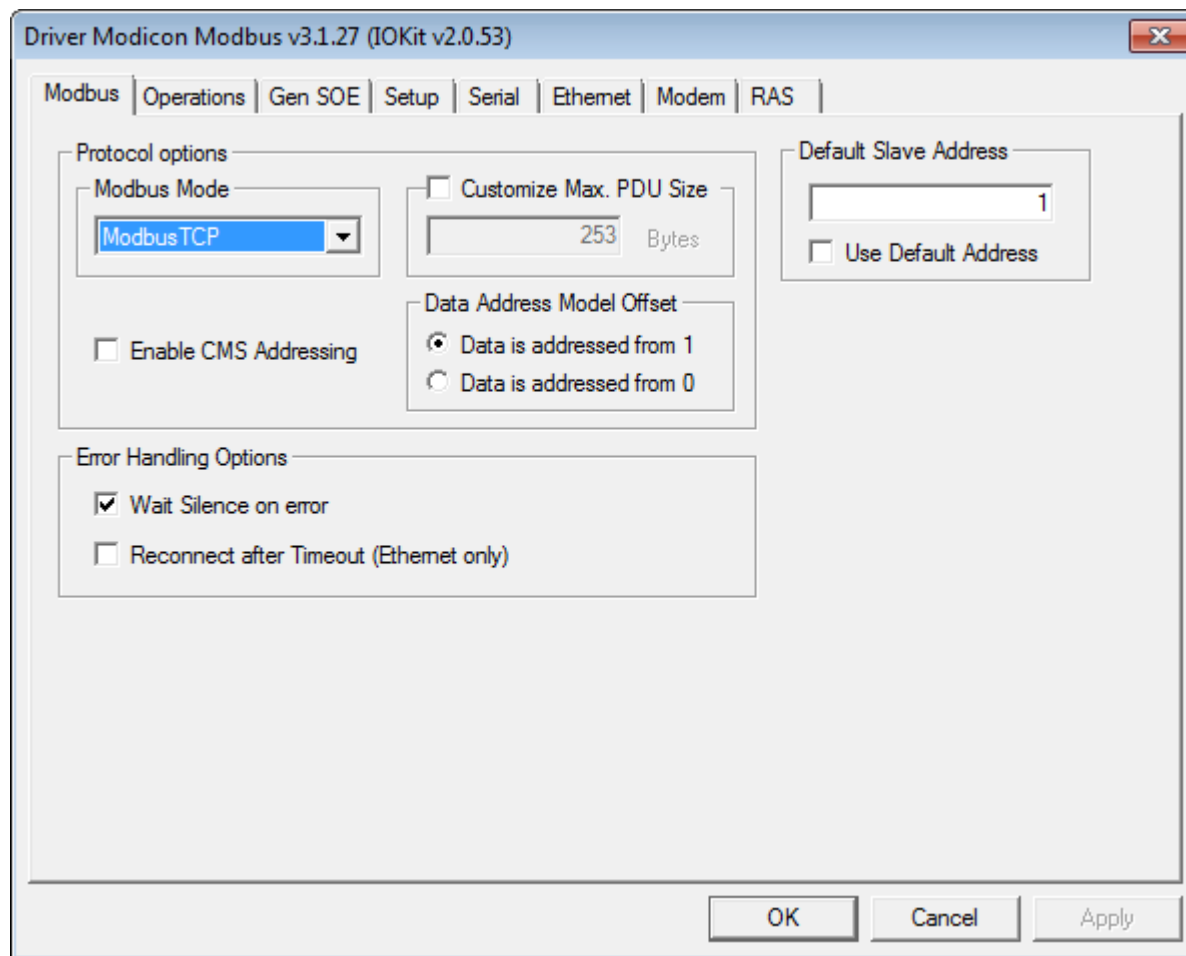 Driver Modicon Modbus v3.1.27 (IOKit v2.0.53)
Modbus Operations Gen SOE Setup Serial Ethernet Modem RAS
Protocol options
Modbus Mode
ModbusTCP
Customize Max. PDU Size
253 Bytes
Enable CMS Addressing
Data Address Model Offset
Data is addressed from 1
Data is addressed from 0
Default Slave Address
1
Use Default Address
Error Handling Options
Wait Silence on error
Reconnect after Timeout (Ethernet only)
OK Cancel Apply